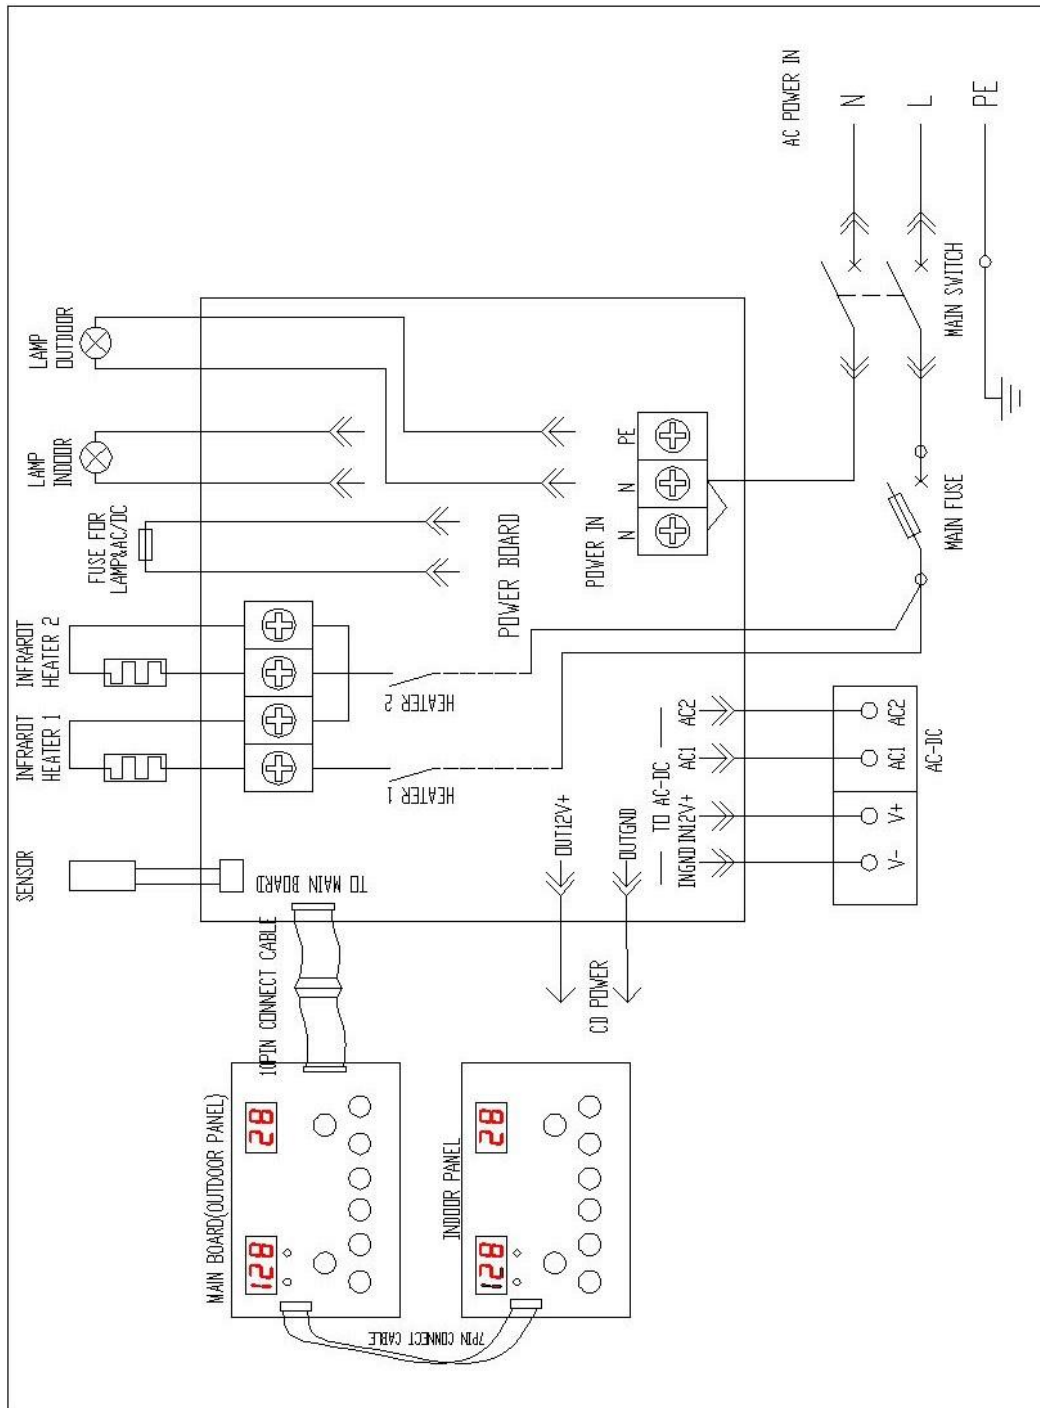 MAIN BOARD(OUTDOOR PANEL)
128
28
10PIN CONNECT CABLE
7PIN CONNECT CABLE
INDOOR PANEL
128
28
SENSOR
INFRAROT
HEATER 1
INFRAROT
HEATER 2
FUSE FOR
LAMP&AC/DC
LAMP
INDOOR
LAMP
OUTDOOR
TO MAIN BOARD
HEATER 1
HEATER 2
POWER BOARD
CD POWER
OUT12V+
OUTGND
TO AC-DC
INGND
IN12V+
AC1
AC2
V-
V+
AC1
AC2
AC-DC
POWER IN
N
N
PE
MAIN FUSE
MAIN SWITCH
AC POWER IN
N
L
PE